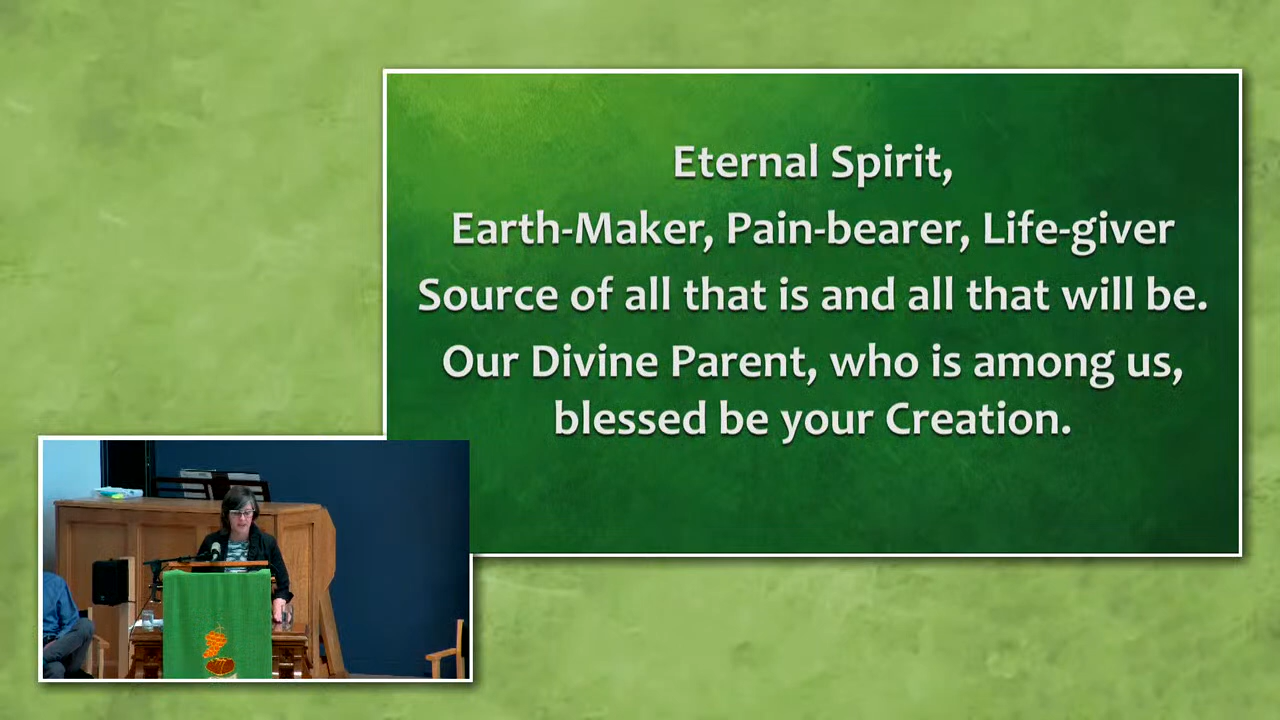 Eternal Spirit,
Earth-Maker, Pain-bearer, Life-giver
Source of all that is and all that will be.
Our Divine Parent, who is among us,
blessed be your Creation.